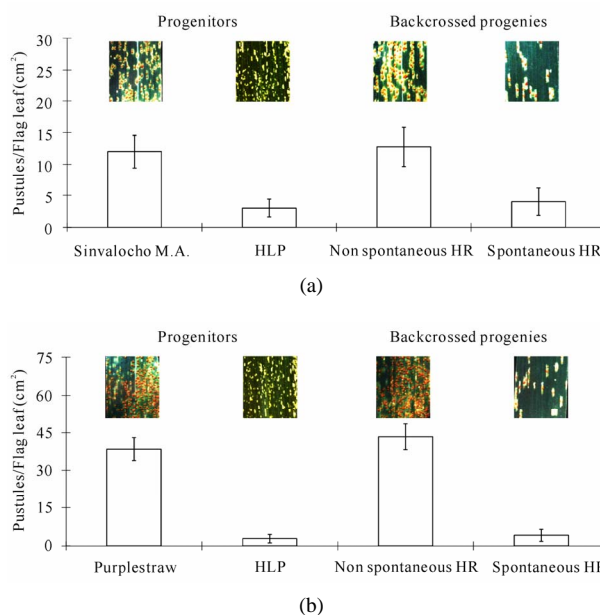 Progenitors Backcrossed progenies
Pustules/Flag leaf (cm²)
30
25
20
15
10
5
0
Sinvalocho M.A. HLP Non spontaneous HR Spontaneous HR
(a)
Progenitors Backcrossed progenies
Pustules/Flag leaf (cm²)
75
60
45
30
15
0
Purplestraw HLP Non spontaneous HR Spontaneous HR
(b)